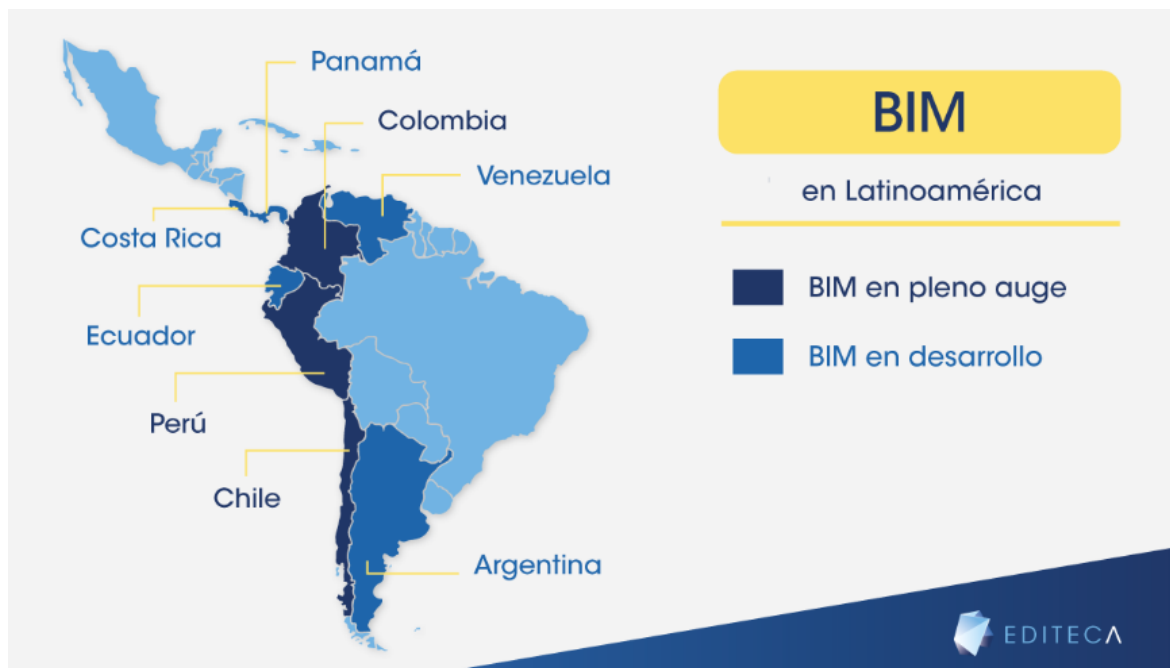 Panamá
Colombia
Venezuela
Costa Rica
Ecuador
Perú
Chile
Argentina
BIM
en Latinoamérica
BIM en pleno auge
BIM en desarrollo
EDITECA